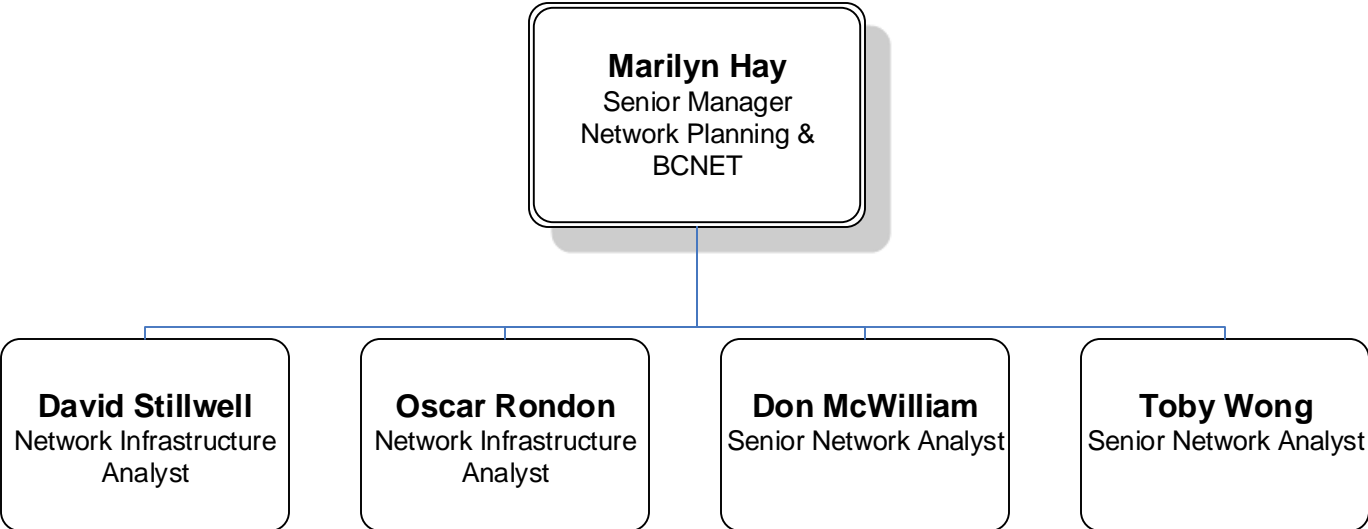 Marilyn Hay
Senior Manager
Network Planning &
BCNET
David Stillwell
Network Infrastructure
Analyst
Oscar Rondon
Network Infrastructure
Analyst
Don McWilliam
Senior Network Analyst
Toby Wong
Senior Network Analyst